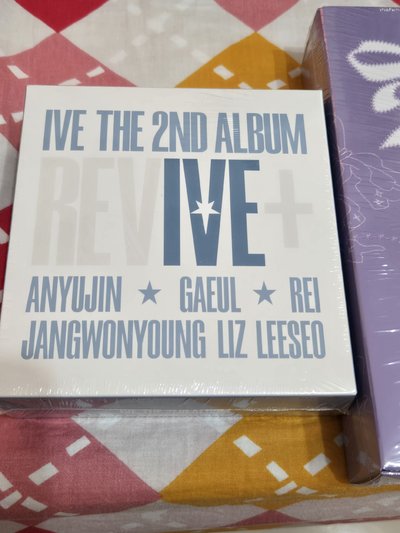 IVE THE 2ND ALBUM
REVIVE+
ANYUJIN ★ GAEUL ★ REI
JANGWONYOUNG LIZ LEESEO